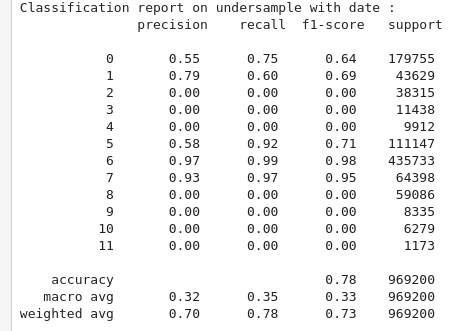 Classification report on undersample with date :
precision recall f1-score support
0 0.55 0.75 0.64 179755
1 0.79 0.60 0.69 43629
2 0.00 0.00 0.00 38315
3 0.00 0.00 0.00 11438
4 0.00 0.00 0.00 9912
5 0.58 0.92 0.71 111147
6 0.97 0.99 0.98 435733
7 0.93 0.97 0.95 64398
8 0.00 0.00 0.00 59086
9 0.00 0.00 0.00 8335
10 0.00 0.00 0.00 6279
11 0.00 0.00 0.00 1173
accuracy 0.78 969200
macro avg 0.32 0.35 0.33 969200
weighted avg 0.70 0.78 0.73 969200